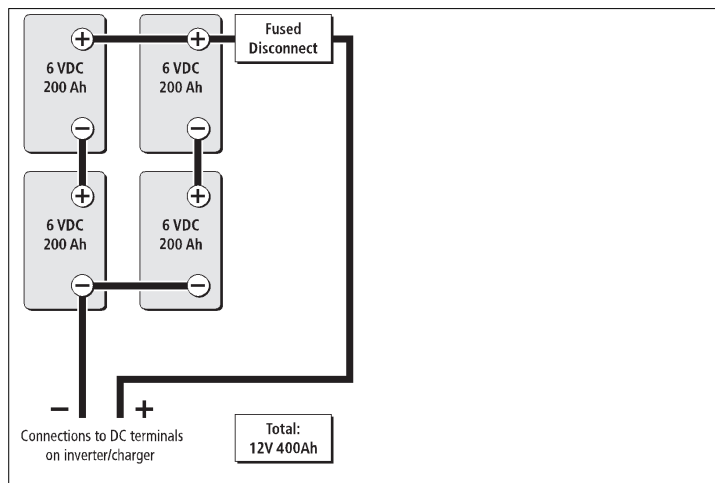 +
+
Fused
Disconnect
6 VDC
200 Ah
6 VDC
200 Ah
−
−
+
+
6 VDC
200 Ah
6 VDC
200 Ah
−
−
− +
Connections to DC terminals
on inverter/charger
Total:
12V 400Ah